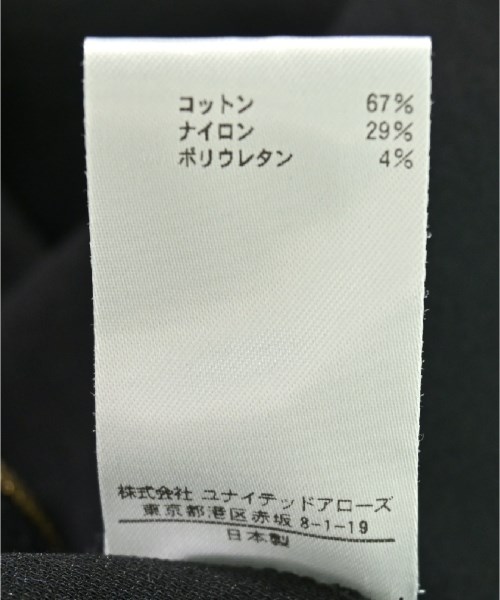 コットン 67%
ナイロン 29%
ポリウレタン 4%
株式会社 ユナイテッドアローズ
東京都港区赤坂 8-1-19
日本製